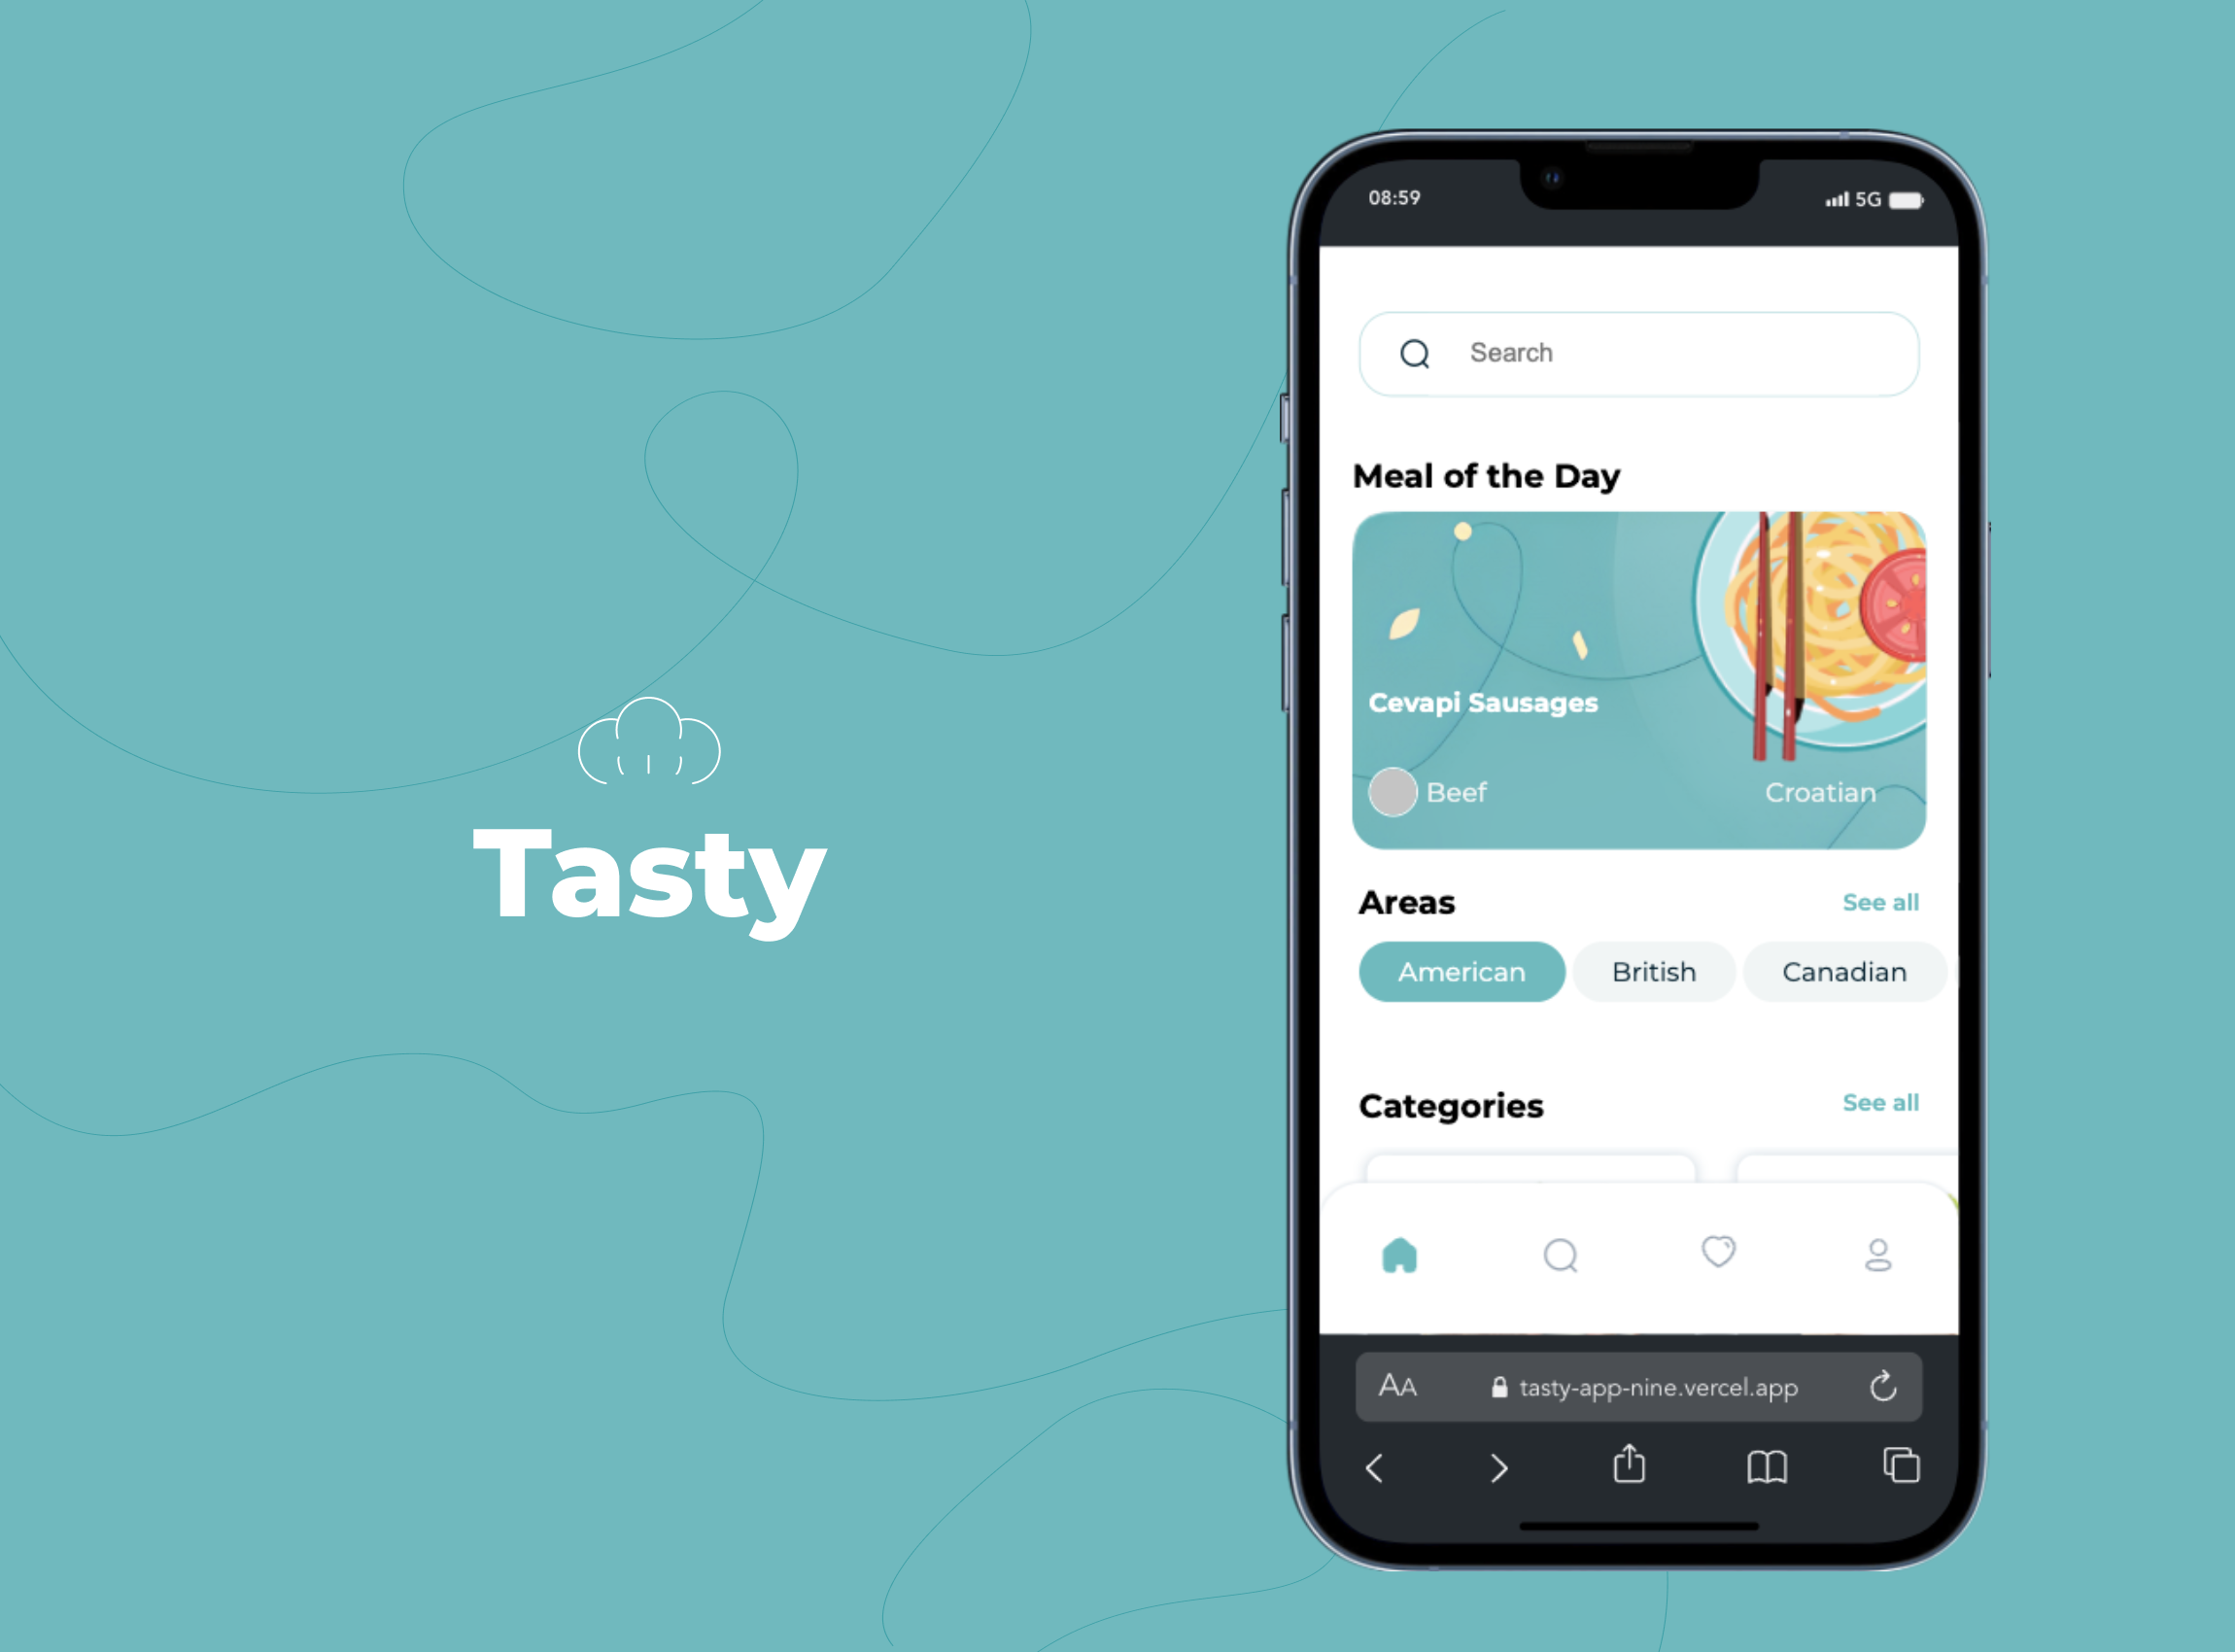 Tasty
08:59
5G
Search
Meal of the Day
Cevapi Sausages
Beef
Croatian
Areas
See all
American
British
Canadian
Categories
See all
AA
tasty-app-nine.vercel.app